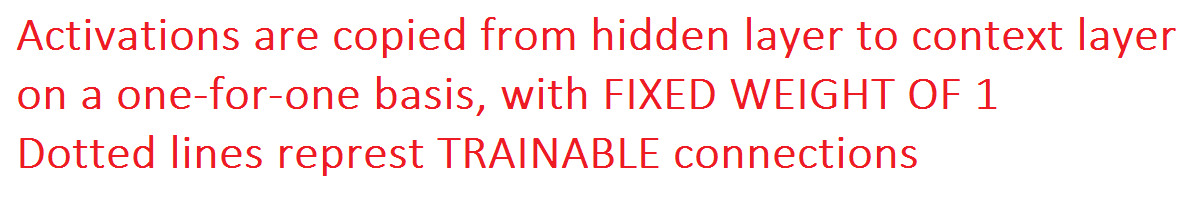 Activations are copied from hidden layer to context layer
on a one-for-one basis, with FIXED WEIGHT OF 1
Dotted lines represt TRAINABLE connections